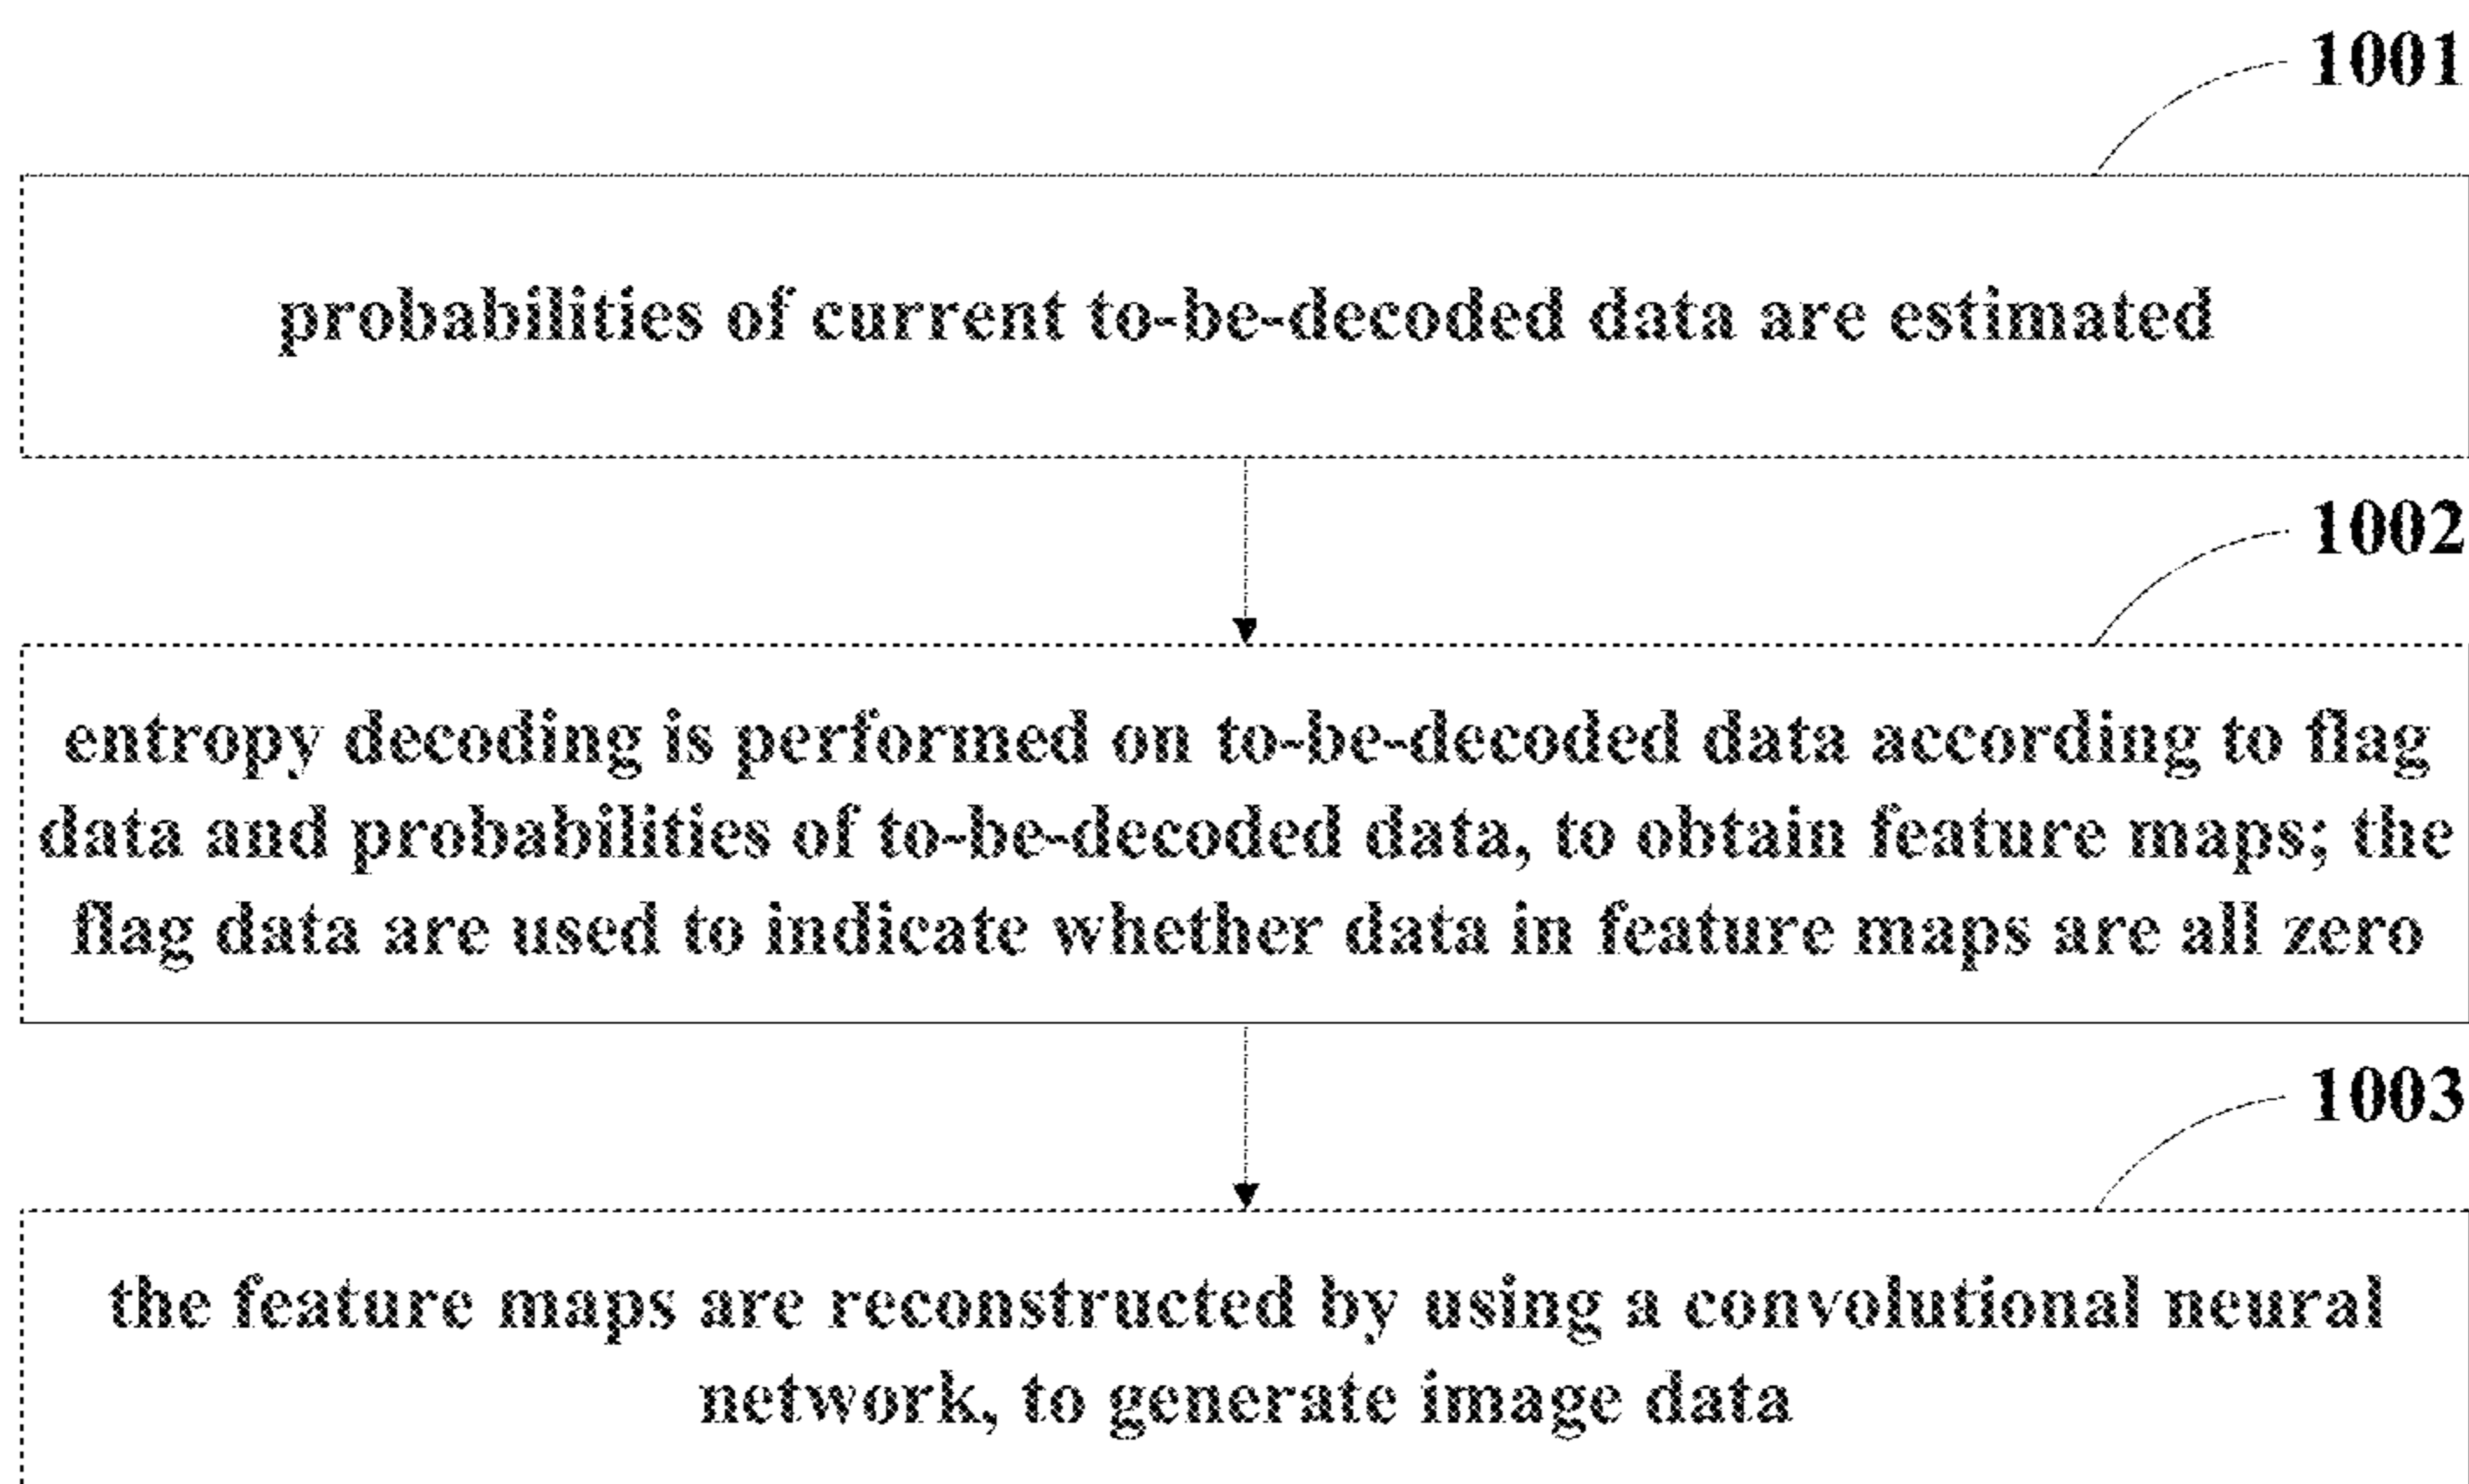 1001
probabilities of current to-be-decoded data are estimated
1002
entropy decoding is performed on to-be-decoded data according to flag
data and probabilities of to-be-decoded data, to obtain feature maps; the
flag data are used to indicate whether data in feature maps are all zero
1003
the feature maps are reconstructed by using a convolutional neural
network, to generate image data